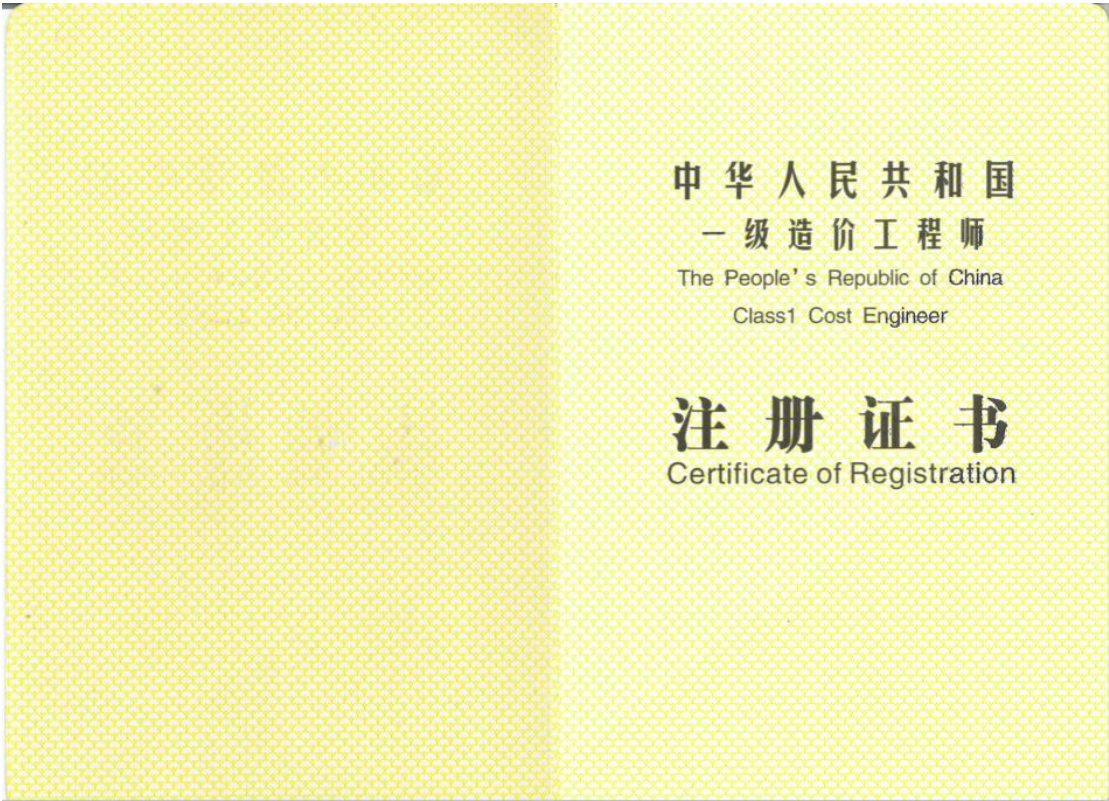 中华人民共和国
一级造价工程师
The People's Republic of China
Class1 Cost Engineer
注册证书
Certificate of Registration